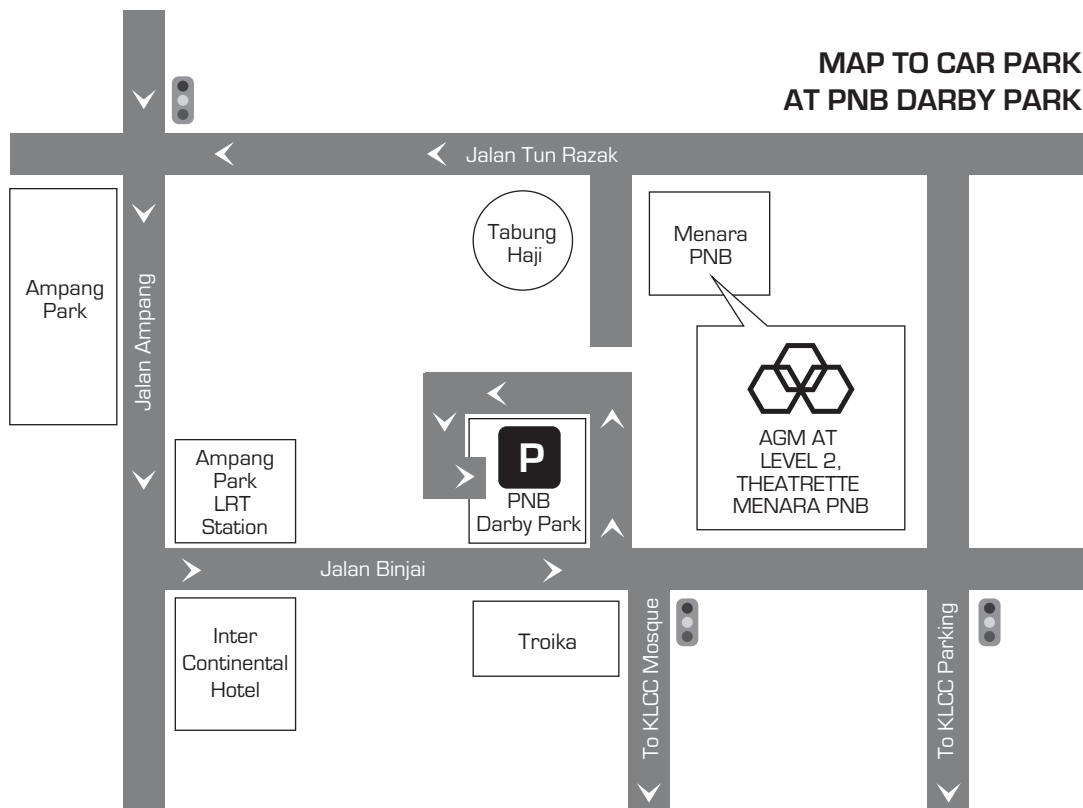 MAP TO CAR PARK
AT PNB DARBY PARK
Jalan Tun Razak
Tabung
Haji
Menara
PNB
Ampang
Park
Jalan Ampang
AGM AT
LEVEL 2,
THEATRETTE
MENARA PNB
Ampang
Park
LRT
Station
P
PNB
Darby Park
Jalan Binjai
Inter
Continental
Hotel
Troika
To KLCC Mosque
To KLCC Parking